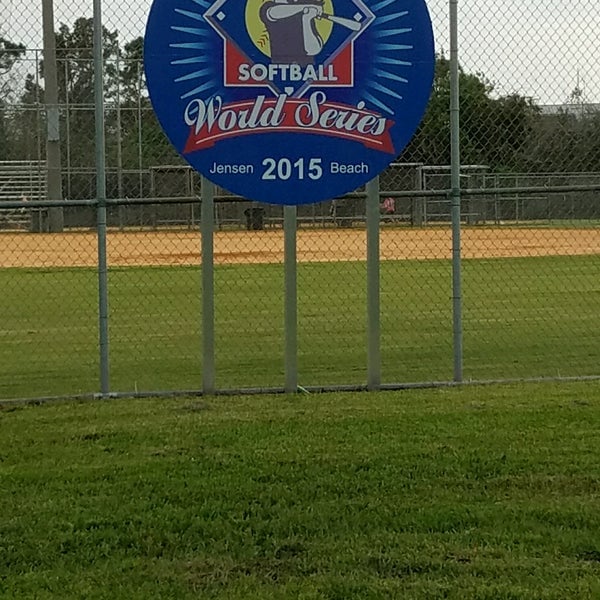 SOFTBALL
World Series
Jensen 2015 Beach